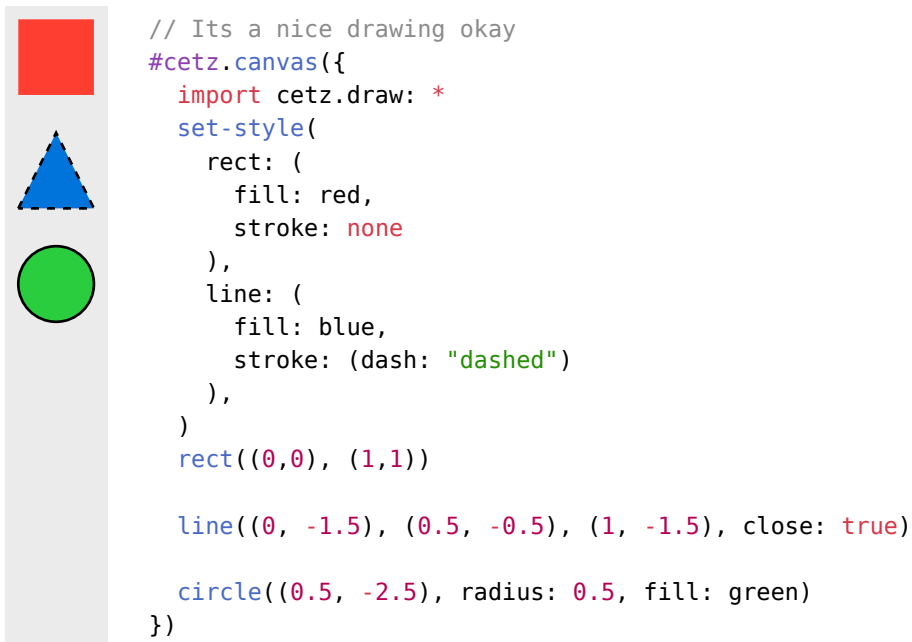 // Its a nice drawing okay
#cetz.canvas({
  import cetz.draw: *
  set-style(
    rect: (
      fill: red,
      stroke: none
    ),
    line: (
      fill: blue,
      stroke: (dash: "dashed")
    ),
  )
  rect((0,0), (1,1))

  line((0, -1.5), (0.5, -0.5), (1, -1.5), close: true)

  circle((0.5, -2.5), radius: 0.5, fill: green)
})